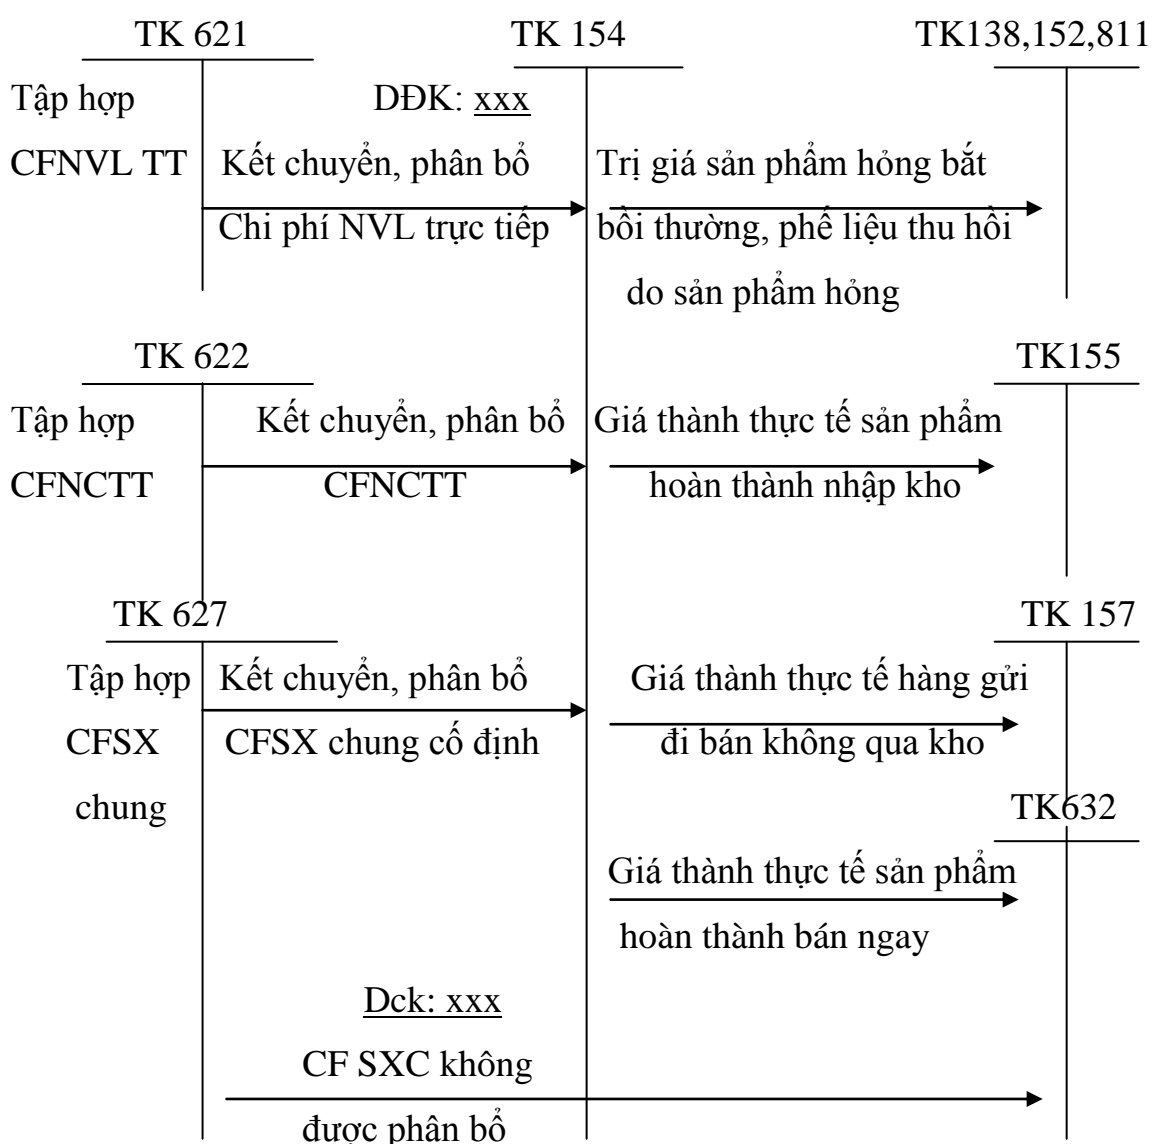 TK 621 TK 154 TK138,152,811
Tập hợp DĐK: xxx
CFNVL TT Kết chuyển, phân bổ Trị giá sản phẩm hỏng bắt
Chi phí NVL trực tiếp bồi thường, phế liệu thu hồi
do sản phẩm hỏng
TK 622 TK155
Tập hợp Kết chuyển, phân bổ Giá thành thực tế sản phẩm
CFNCTT CFNCTT hoàn thành nhập kho
TK 627 TK 157
Tập hợp Kết chuyển, phân bổ Giá thành thực tế hàng gửi
CFSX CFSX chung cố định đi bán không qua kho
chung TK632
Giá thành thực tế sản phẩm
hoàn thành bán ngay
Dck: xxx
CF SXC không
được phân bổ